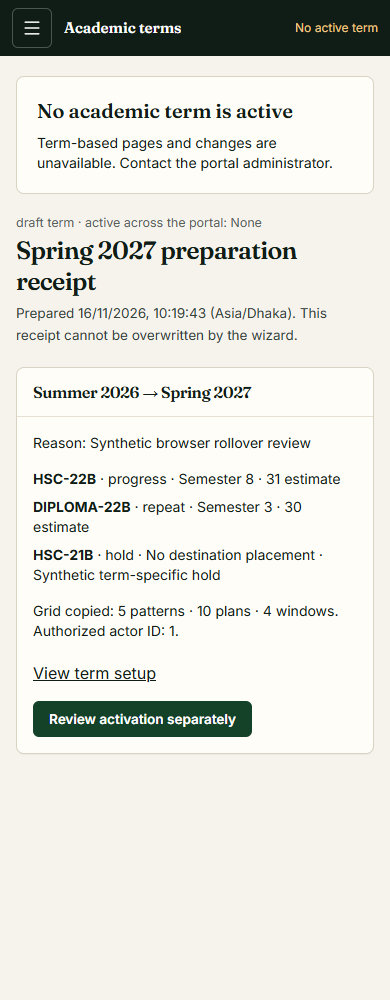 Academic terms
No active term
No academic term is active
Term-based pages and changes are
unavailable. Contact the portal administrator.
draft term · active across the portal: None
Spring 2027 preparation
receipt
Prepared 16/11/2026, 10:19:43 (Asia/Dhaka). This
receipt cannot be overwritten by the wizard.
Summer 2026 → Spring 2027
Reason: Synthetic browser rollover review
HSC-22B · progress · Semester 8 · 31 estimate
DIPLOMA-22B · repeat · Semester 3 · 30
estimate
HSC-21B · hold · No destination placement ·
Synthetic term-specific hold
Grid copied: 5 patterns · 10 plans · 4 windows.
Authorized actor ID: 1.
View term setup
Review activation separately